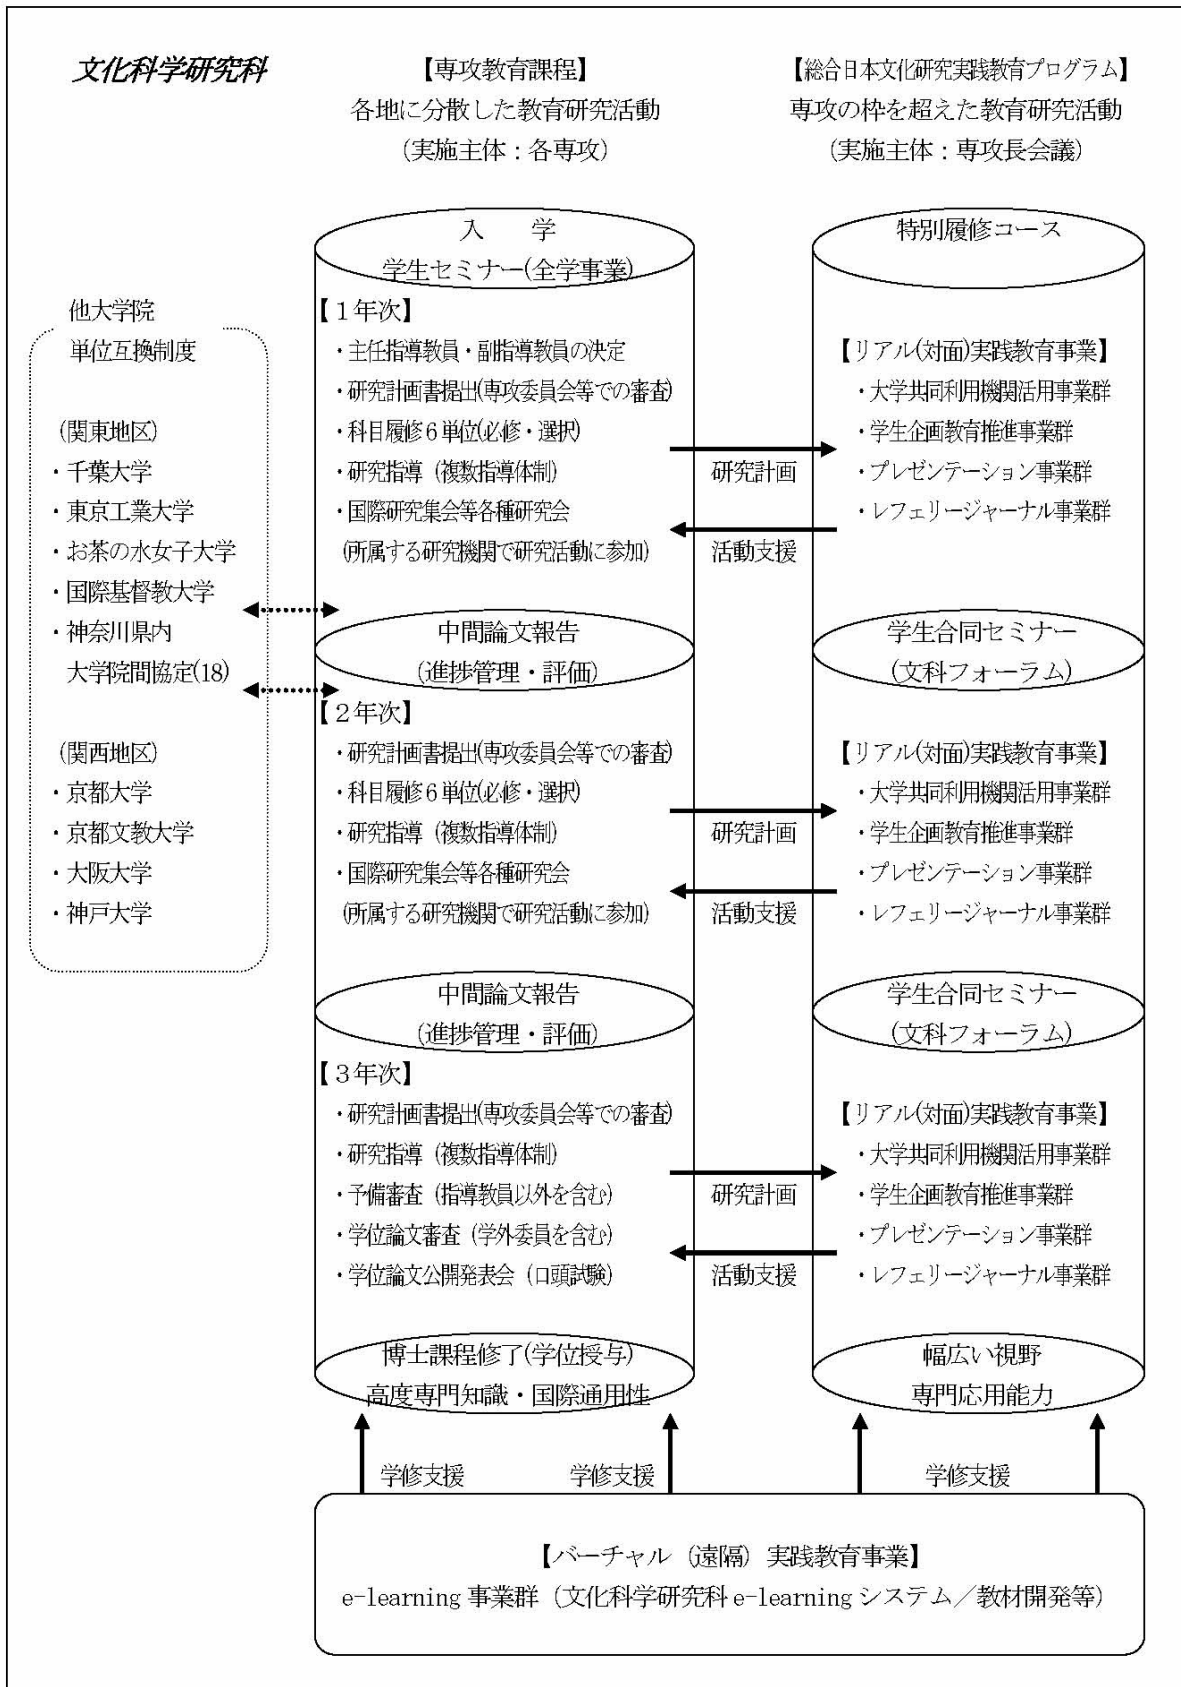 文化科学研究科
【専攻教育課程】
各地に分散した教育研究活動
(実施主体：各専攻)
【総合日本文化研究実践教育プログラム】
専攻の枠を超えた教育研究活動
(実施主体：専攻長会議)
他大学院
単位互換制度
(関東地区)
・千葉大学
・東京工業大学
・お茶の水女子大学
・国際基督教大学
・神奈川県内
大学院間協定(18)
(関西地区)
・京都大学
・京都文教大学
・大阪大学
・神戸大学
入　学
学生セミナー(全学事業)
【１年次】
・主任指導教員・副指導教員の決定
・研究計画書提出(専攻委員会等での審査)
・科目履修６単位(必修・選択)
・研究指導（複数指導体制）
・国際研究集会等各種研究会
(所属する研究機関で研究活動に参加)
研究計画
活動支援
特別履修コース
【リアル(対面)実践教育事業】
・大学共同利用機関活用事業群
・学生企画教育推進事業群
・プレゼンテーション事業群
・レフェリージャーナル事業群
中間論文報告
(進捗管理・評価)
学生合同セミナー
(文科フォーラム)
【２年次】
・研究計画書提出(専攻委員会等での審査)
・科目履修６単位(必修・選択)
・研究指導（複数指導体制）
・国際研究集会等各種研究会
(所属する研究機関で研究活動に参加)
研究計画
活動支援
【リアル(対面)実践教育事業】
・大学共同利用機関活用事業群
・学生企画教育推進事業群
・プレゼンテーション事業群
・レフェリージャーナル事業群
中間論文報告
(進捗管理・評価)
学生合同セミナー
(文科フォーラム)
【３年次】
・研究計画書提出(専攻委員会等での審査)
・研究指導（複数指導体制）
・予備審査（指導教員以外を含む）
・学位論文審査（学外委員を含む）
・学位論文公開発表会（口頭試験）
研究計画
活動支援
【リアル(対面)実践教育事業】
・大学共同利用機関活用事業群
・学生企画教育推進事業群
・プレゼンテーション事業群
・レフェリージャーナル事業群
博士課程修了(学位授与)
高度専門知識・国際通用性
幅広い視野
専門応用能力
学修支援
学修支援
学修支援
【バーチャル（遠隔）実践教育事業】
e-learning 事業群（文化科学研究科 e-learning システム／教材開発等）